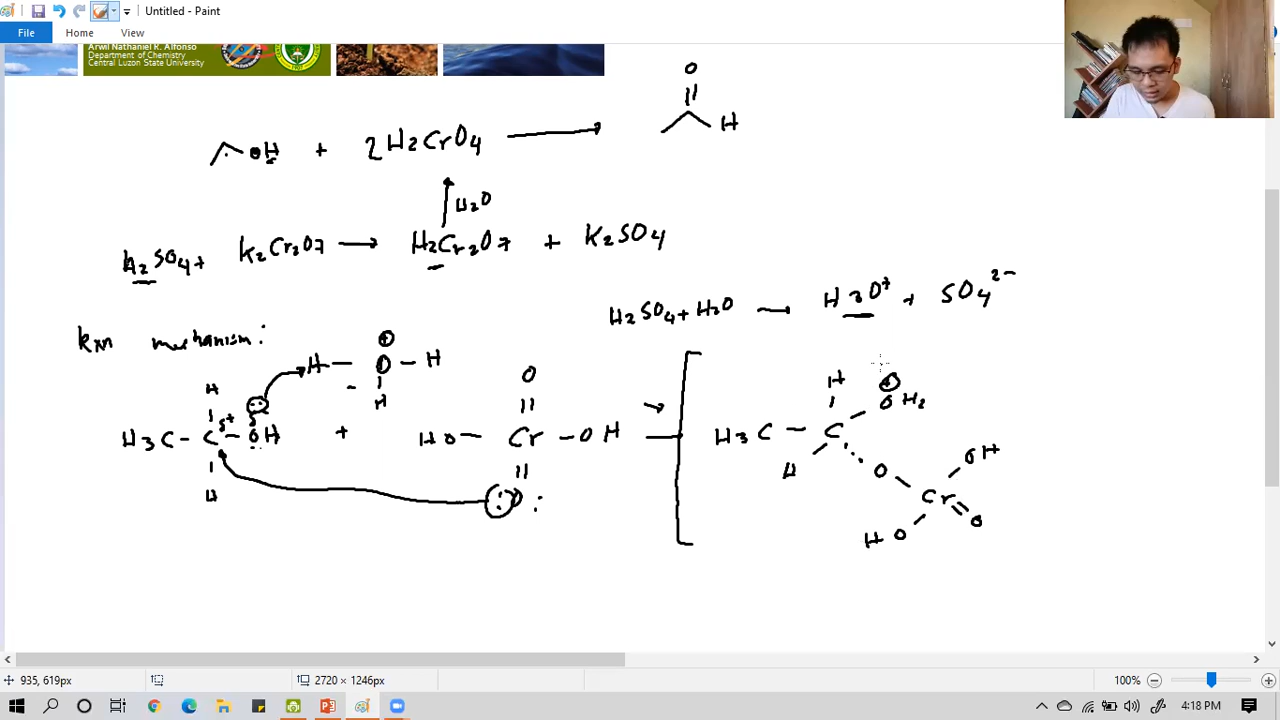 Untitled - Paint
File Home View
Arwil Nathaniel R. Alfonso
Department of Chemistry
Central Luzon State University
O
H
OH + 2H2CrO4
H2O
h2SO4+ k2Cr2O7 → H2Cr2O7 + K2SO4
H2SO4+H2O → H3O+ + SO4 2-
mechanism:
H — O — H
+
H
H
δ+
H3C - C - OH
H
+
O
HO — Cr — OH
O
H
+
OH2
H3C — C
H
O
OH
Cr
O
HO
935, 619px
2720 × 1246px
100%
4:18 PM